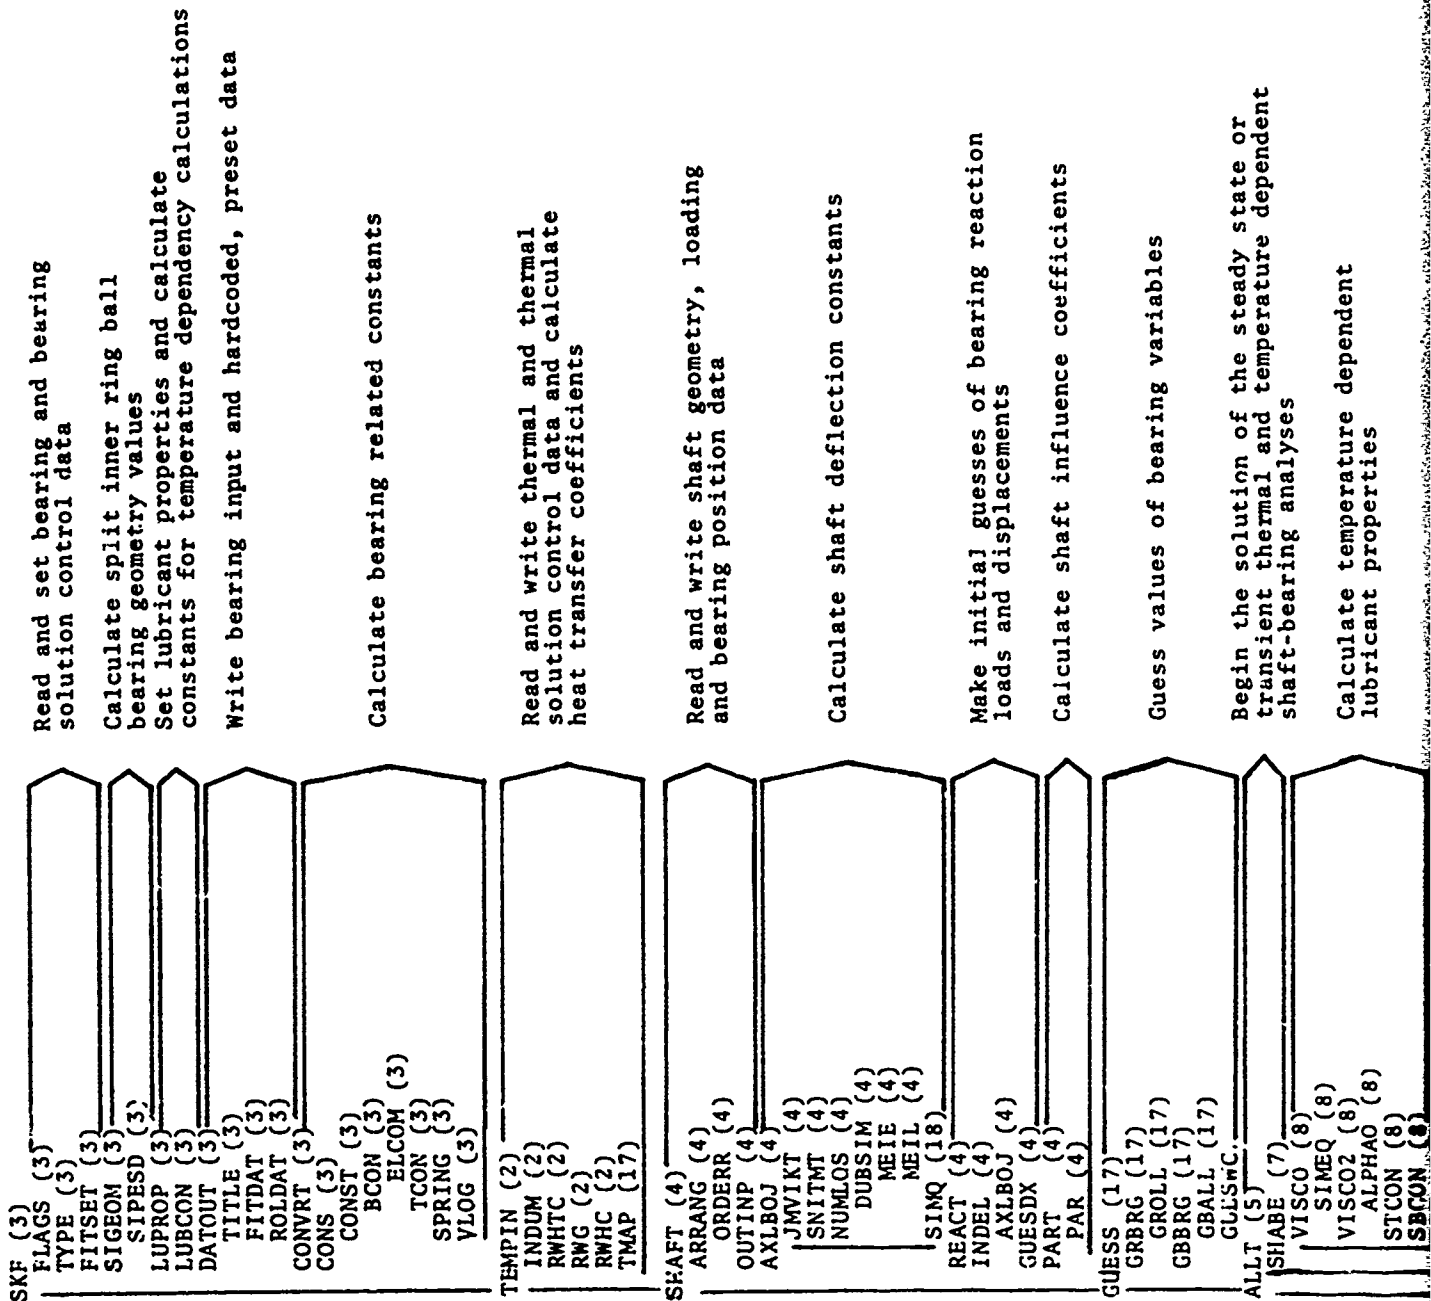 SKF (3)
FLAGS (3)
TYPE (3)
FITSET (3)
SIGEOM (3)
SIPESD (3)
LUPROP (3)
LUBCON (3)
DATOUT (3)
TITLE (3)
FITDAT (3)
ROLDAT (3)
CONVRT (3)
CONS (3)
CONST (3)
BCON (3)
ELCOM (3)
TCON (3)
SPRING (3)
VLOG (3)
TEMPIN (2)
INDUM (2)
RWHTC (2)
RWG (2)
RWHC (2)
TMAP (17)
SHAFT (4)
ARRANG (4)
ORDERR (4)
OUTINP (4)
AXLBOJ (4)
JMVIKT (4)
SNITMT (4)
NUMLOS (4)
DUBSIM (4)
MEIE (4)
MEIL (4)
SIMQ (18)
REACT (4)
INDEL (4)
AXLBOJ (4)
GUESDX (4)
PART (4)
PAR (4)
GUESS (17)
GRBRG (17)
GROLL (17)
GBBRG (17)
GBALL (17)
ALLT (5)
SHABE (7)
VISCO (8)
SIMEQ (8)
VISCO2 (8)
ALPHAO (8)
STCON (8)
SBCON (8)
Read and set bearing and bearing
solution control data
Calculate split inner ring ball
bearing geometry values
Set lubricant properties and calculate
constants for temperature dependency calculations
Write bearing input and hardcoded, preset data
Calculate bearing related constants
Read and write thermal and thermal
solution control data and calculate
heat transfer coefficients
Read and write shaft geometry, loading
and bearing position data
Calculate shaft deflection constants
Make initial guesses of bearing reaction
loads and displacements
Calculate shaft influence coefficients
Guess values of bearing variables
Begin the solution of the steady state or
transient thermal and temperature dependent
shaft-bearing analyses
Calculate temperature dependent
lubricant properties